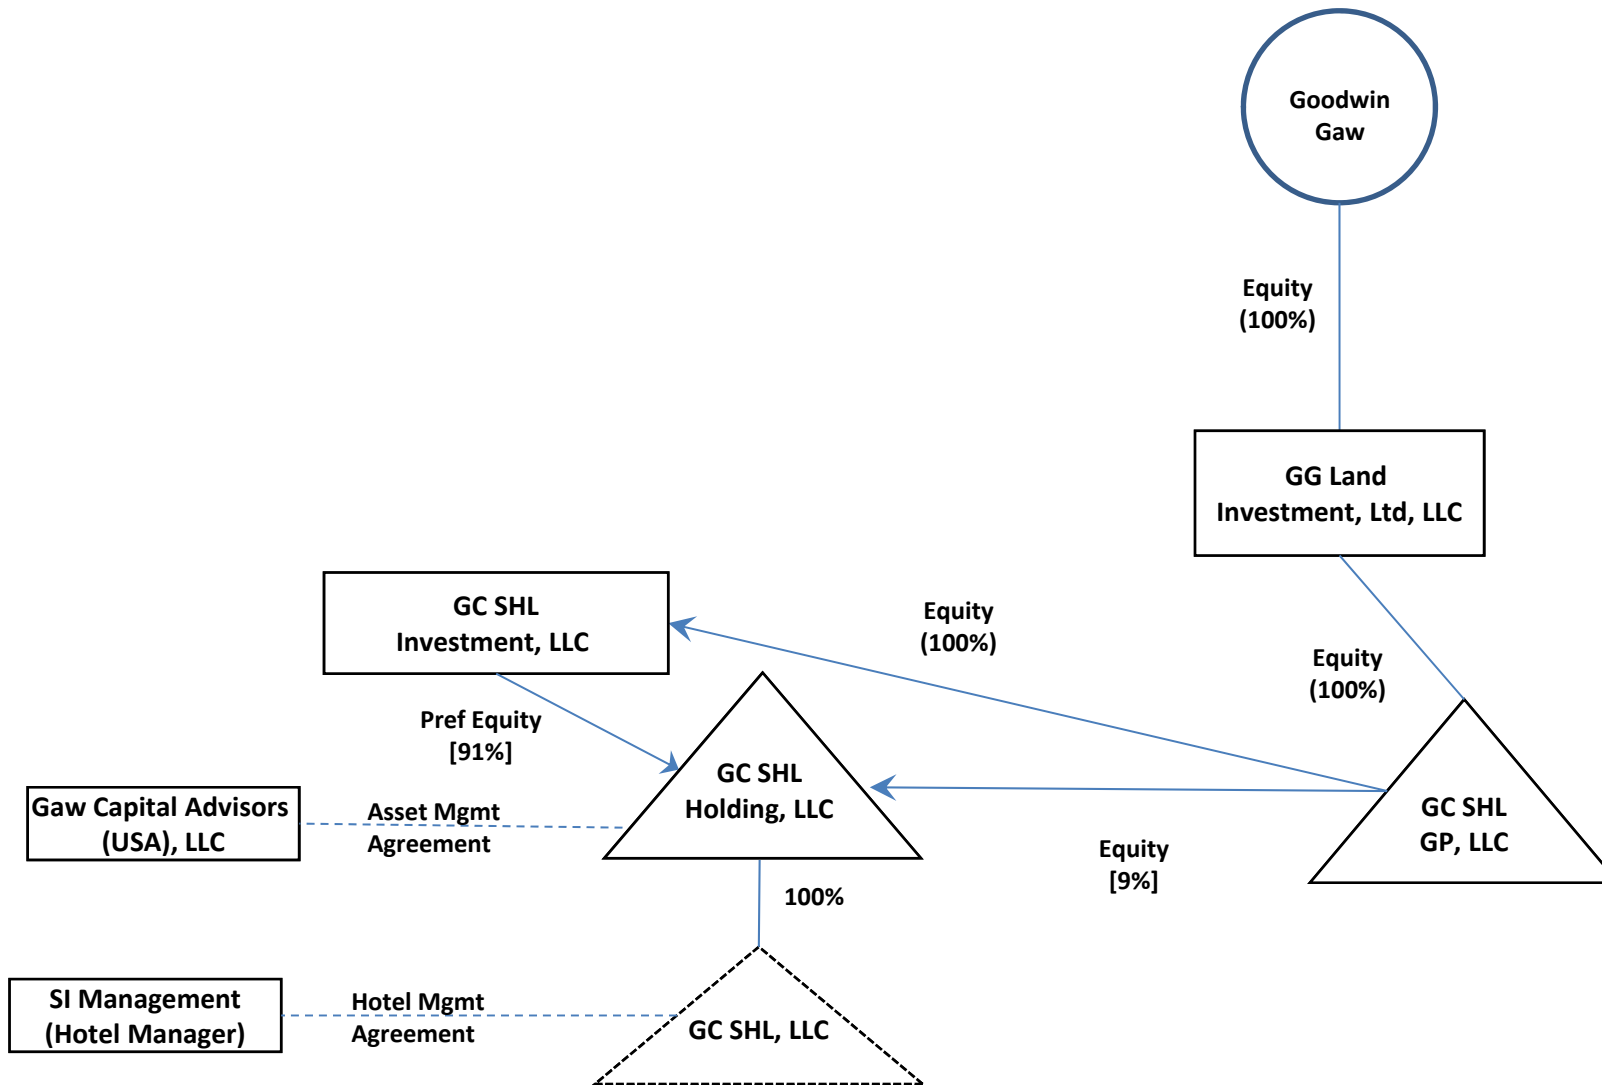 Goodwin
Gaw
Equity
(100%)
GG Land
Investment, Ltd, LLC
GC SHL
Investment, LLC
Equity
(100%)
Equity
(100%)
Pref Equity
[91%]
GC SHL
Holding, LLC
Gaw Capital Advisors
(USA), LLC
Asset Mgmt
Agreement
GC SHL
GP, LLC
Equity
[9%]
100%
SI Management
(Hotel Manager)
Hotel Mgmt
Agreement
GC SHL, LLC